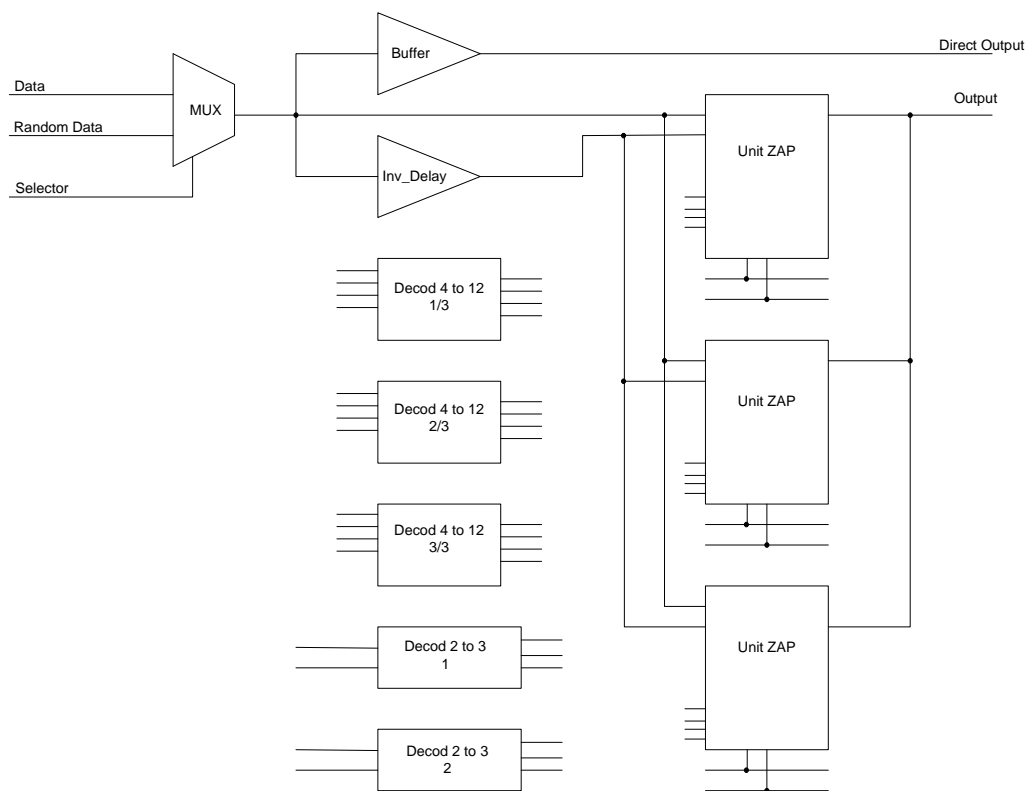 Direct Output
Buffer
Data
MUX
Output
Random Data
Unit ZAP
Inv_Delay
Selector
Decod 4 to 12
1/3
Unit ZAP
Decod 4 to 12
2/3
Decod 4 to 12
3/3
Unit ZAP
Decod 2 to 3
1
Decod 2 to 3
2